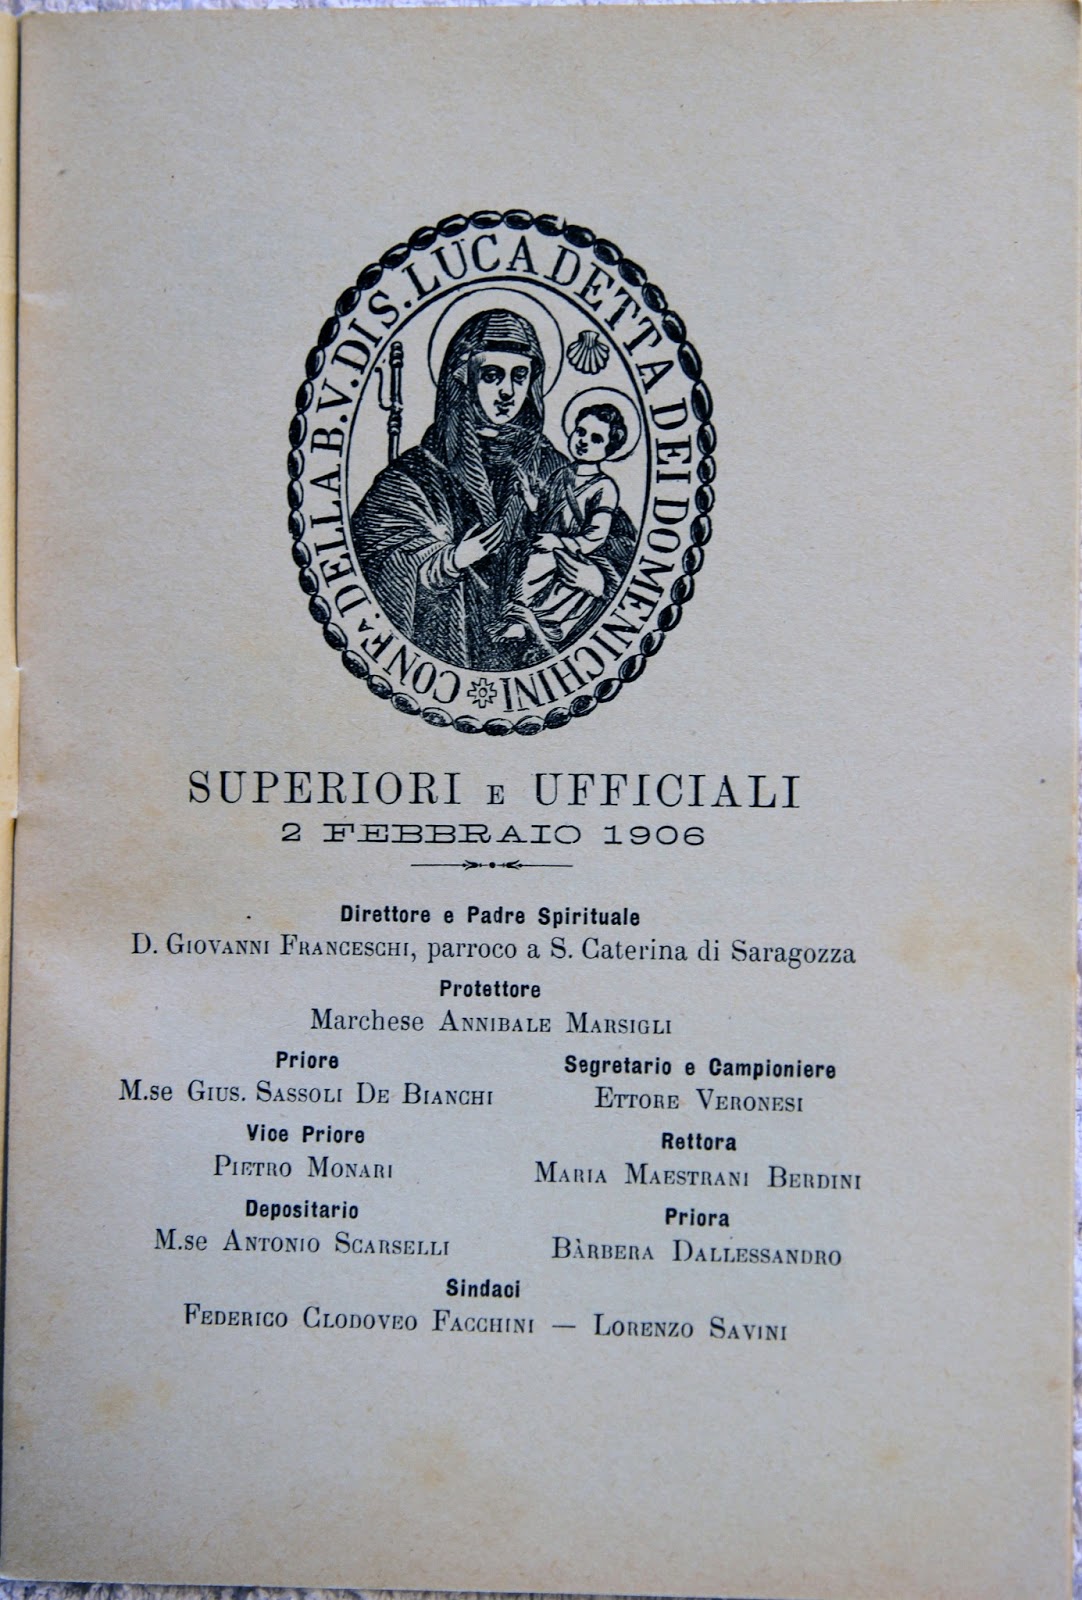 CONFA. DELLA B. V. DI S. LUCA DETTA DEI DOMENICHINI
SUPERIORI E UFFICIALI
2 FEBBRAIO 1906
Direttore e Padre Spirituale
D. GIOVANNI FRANCESCHI, parroco a S. Caterina di Saragozza
Protettore
Marchese ANNIBALE MARSIGLI
Priore
M.se GIUS. SASSOLI DE BIANCHI
Segretario e Campioniere
ETTORE VERONESI
Vice Priore
PIETRO MONARI
Rettora
MARIA MAESTRANI BERDINI
Depositario
M.se ANTONIO SCARSELLI
Priora
BÀRBERA DALLESSANDRO
Sindaci
FEDERICO CLODOVEO FACCHINI — LORENZO SAVINI